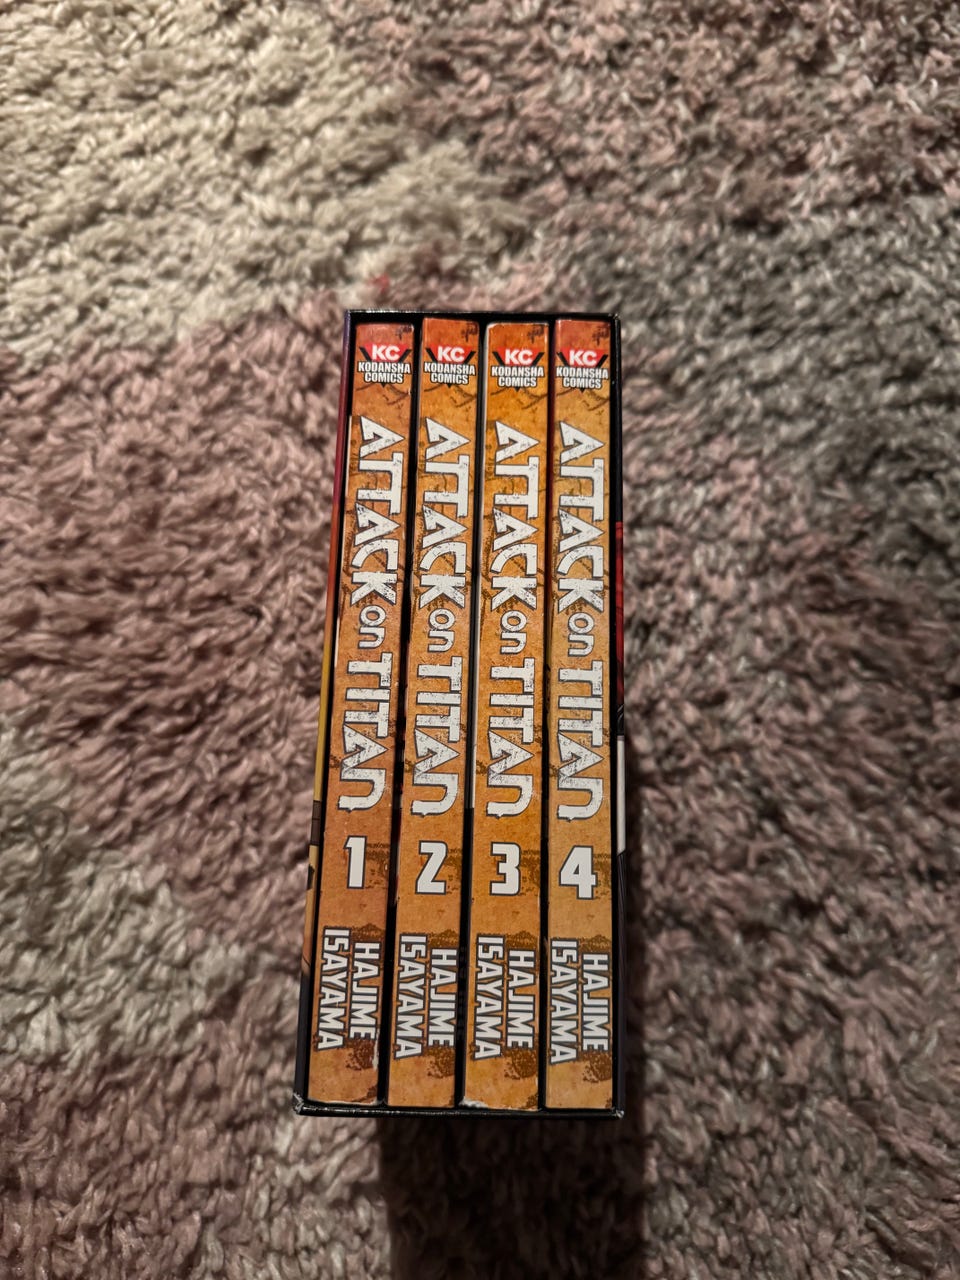 KC
KODANSHA
COMICS
ATTACK on TITAN
1
HAJIME
ISAYAMA
KC
KODANSHA
COMICS
ATTACK on TITAN
2
HAJIME
ISAYAMA
KC
KODANSHA
COMICS
ATTACK on TITAN
3
HAJIME
ISAYAMA
KC
KODANSHA
COMICS
ATTACK on TITAN
4
HAJIME
ISAYAMA